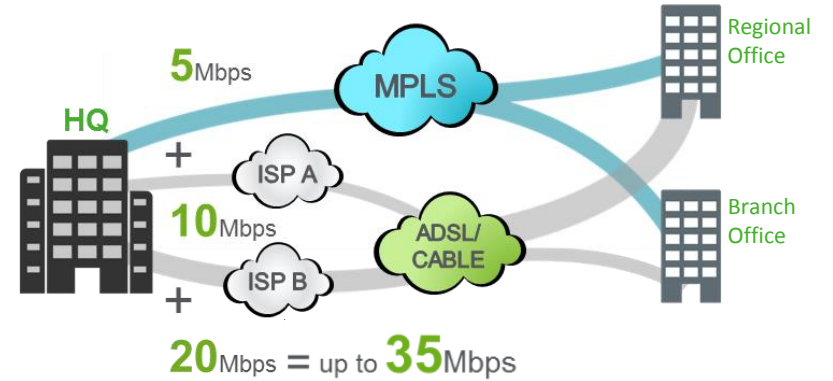 Regional
Office
5Mbps
MPLS
HQ
+
ISP A
10Mbps
Branch
Office
ADSL/
CABLE
ISP B
+
20Mbps = up to 35Mbps